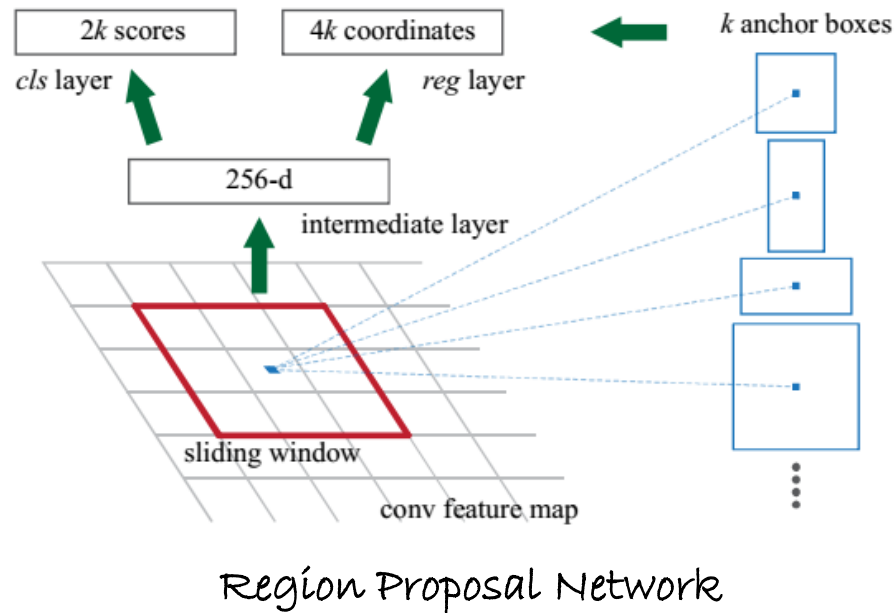 2k scores
4k coordinates
k anchor boxes
cls layer
reg layer
256-d
intermediate layer
sliding window
conv feature map
Region Proposal Network